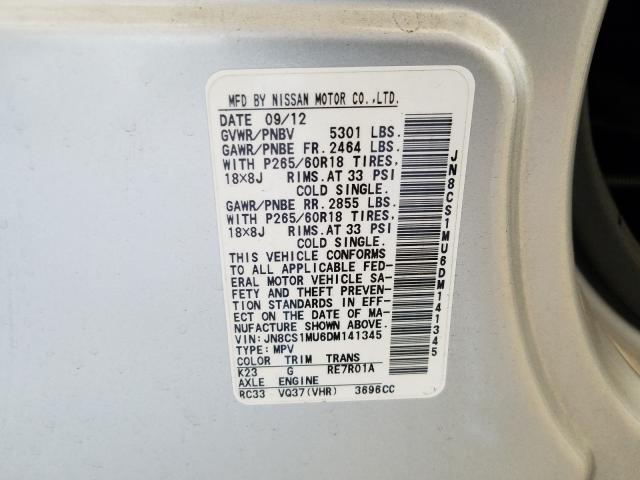 MFD BY NISSAN MOTOR CO.,LTD.
DATE 09/12
GVWR/PNBV 5301 LBS.
GAWR/PNBE FR. 2464 LBS.
WITH P265/60R18 TIRES,
18×8J RIMS. AT 33 PSI
COLD SINGLE.
GAWR/PNBE RR. 2855 LBS.
WITH P265/60R18 TIRES,
18×8J RIMS. AT 33 PSI
COLD SINGLE.
THIS VEHICLE CONFORMS
TO ALL APPLICABLE FED-
ERAL MOTOR VEHICLE SA-
FETY AND THEFT PREVEN-
TION STANDARDS IN EFF-
ECT ON THE DATE OF MA-
NUFACTURE SHOWN ABOVE.
VIN: JN8CS1MU6DM141345
TYPE: MPV
COLOR TRIM TRANS
K23 G RE7R01A
AXLE ENGINE
RC33 VQ37(VHR) 3696CC
JN8CS1MU6DM141345